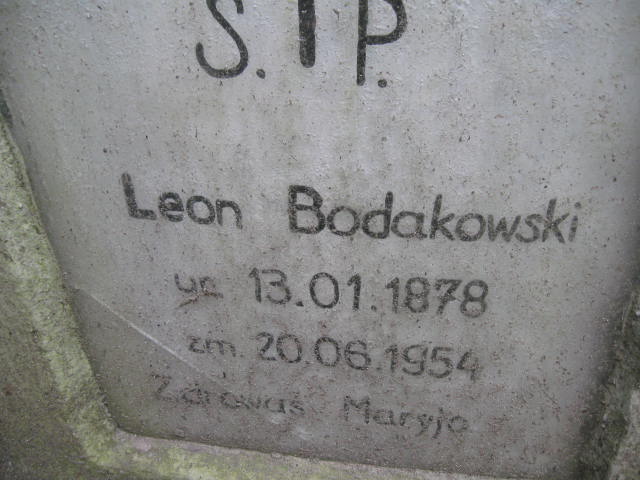 S. † P.
Leon Bodakowski
ur. 13.01.1878
zm. 20.06.1954
Zdrowaś Maryjo